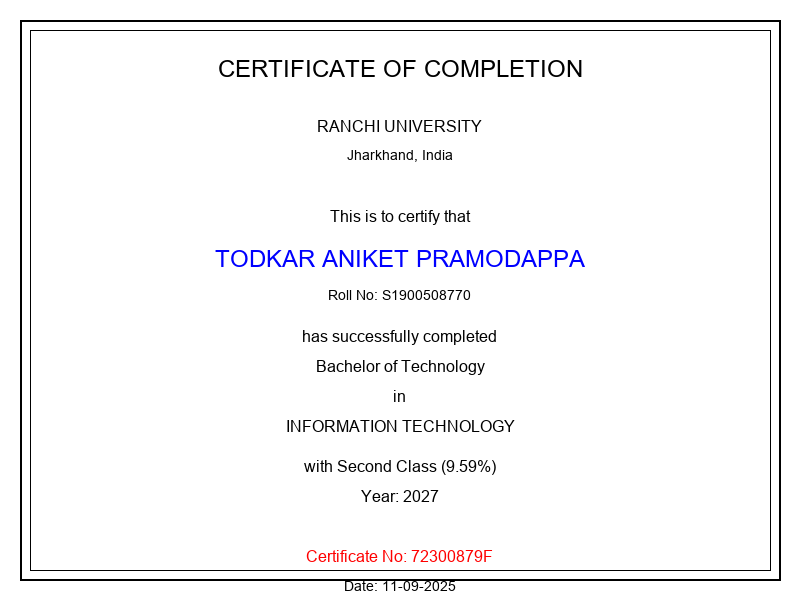 CERTIFICATE OF COMPLETION
RANCHI UNIVERSITY
Jharkhand, India
This is to certify that
TODKAR ANIKET PRAMODAPPA
Roll No: S1900508770
has successfully completed
Bachelor of Technology
in
INFORMATION TECHNOLOGY
with Second Class (9.59%)
Year: 2027
Certificate No: 72300879F
Date: 11-09-2025